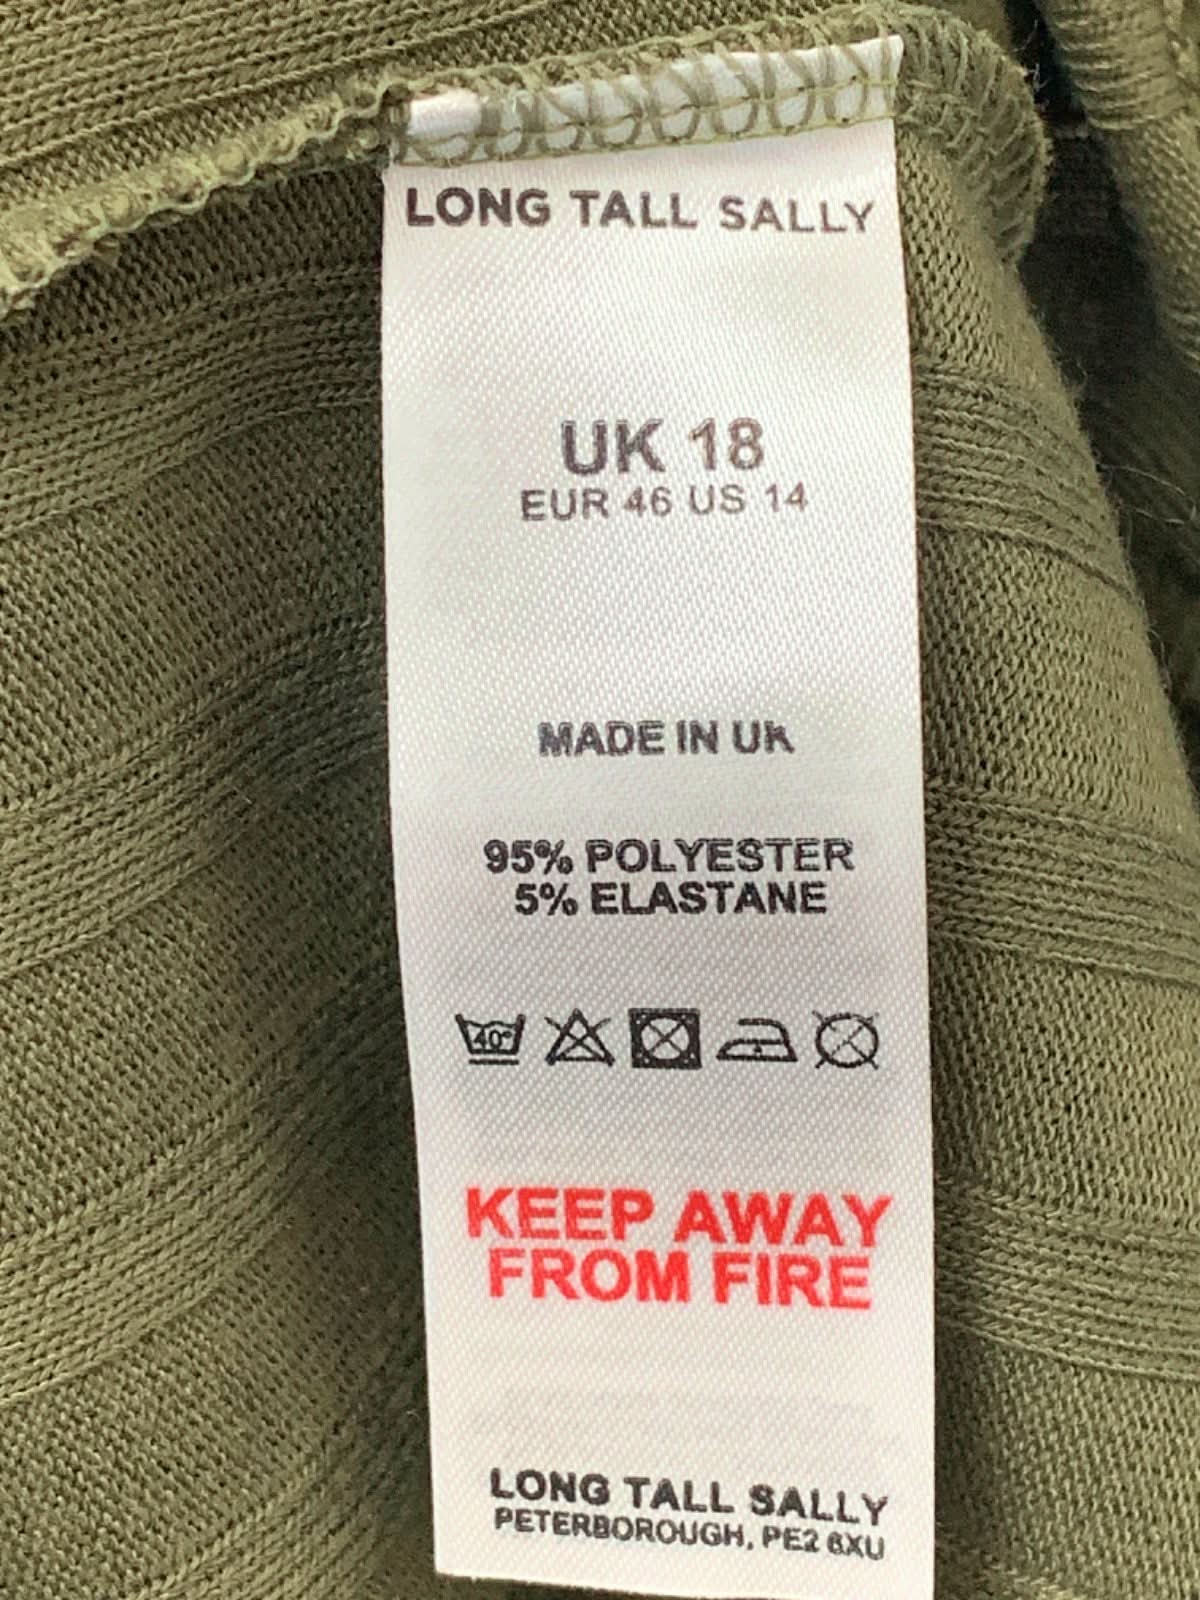 LONG TALL SALLY
UK 18
EUR 46 US 14
MADE IN UK
95% POLYESTER
5% ELASTANE
40°
KEEP AWAY
FROM FIRE
LONG TALL SALLY
PETERBOROUGH, PE2 6XU